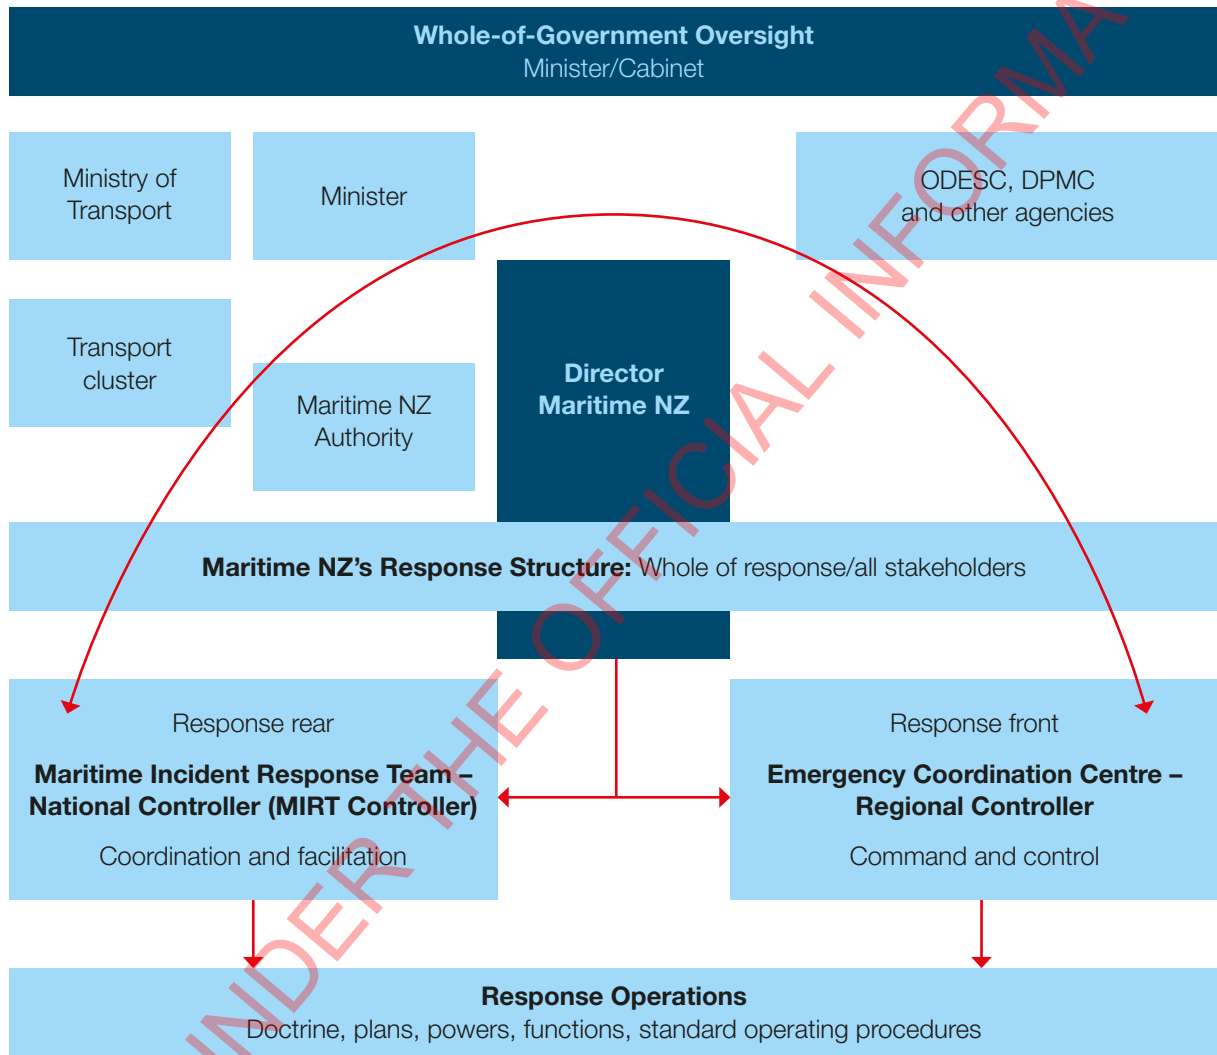 Whole-of-Government Oversight
Minister/Cabinet
Ministry of
Transport
Minister
ODESC, DPMC
and other agencies
Transport
cluster
Maritime NZ
Authority
Director
Maritime NZ
Maritime NZ’s Response Structure: Whole of response/all stakeholders
Response rear
Maritime Incident Response Team –
National Controller (MIRT Controller)
Coordination and facilitation
Response front
Emergency Coordination Centre –
Regional Controller
Command and control
Response Operations
Doctrine, plans, powers, functions, standard operating procedures
UNDER THE OFFICIAL INFORMA